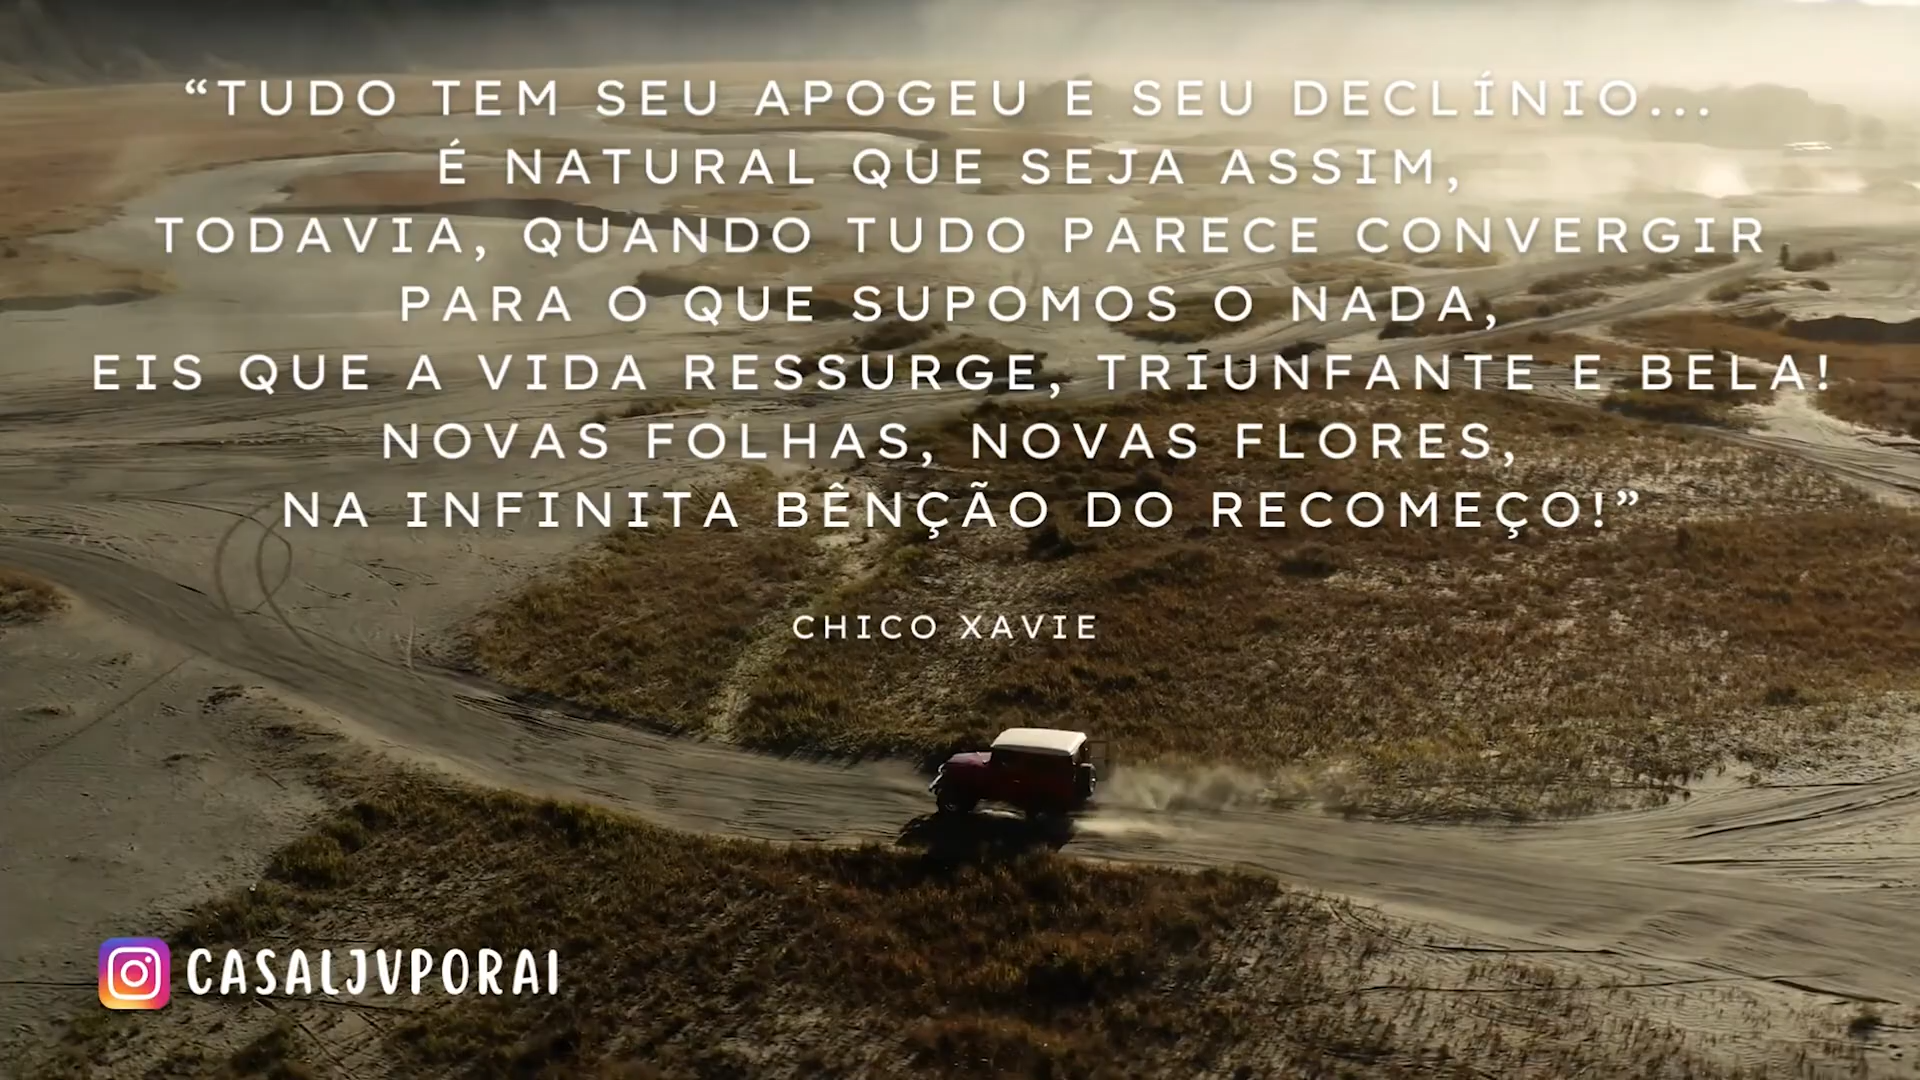 “TUDO TEM SEU APOGEU E SEU DECLÍNIO...
É NATURAL QUE SEJA ASSIM,
TODAVIA, QUANDO TUDO PARECE CONVERGIR
PARA O QUE SUPOMOS O NADA,
EIS QUE A VIDA RESSURGE, TRIUNFANTE E BELA!
NOVAS FOLHAS, NOVAS FLORES,
NA INFINITA BÊNÇÃO DO RECOMEÇO!”
CHICO XAVIE
CASALJVPORAI